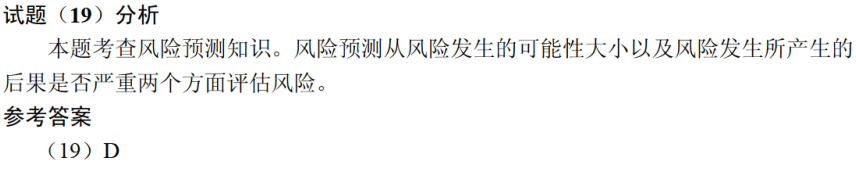 试题（19）分析
本题考查风险预测知识。风险预测从风险发生的可能性大小以及风险发生所产生的
后果是否严重两个方面评估风险。
参考答案
（19）D